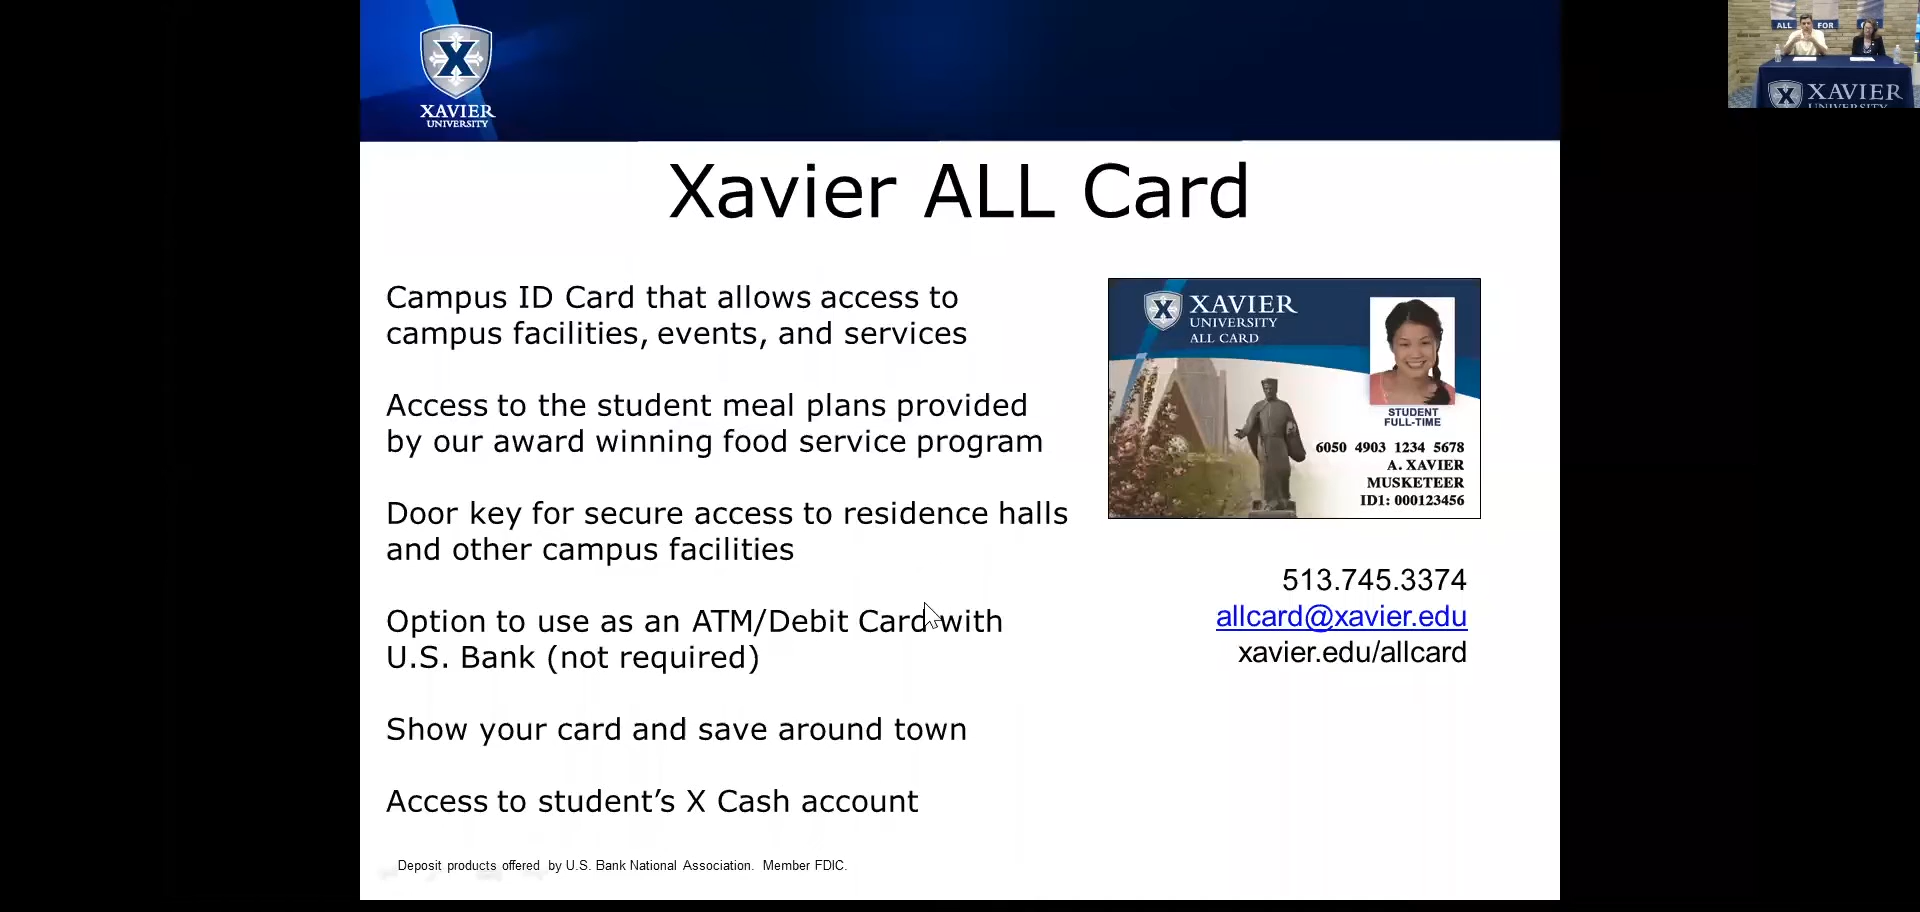 XAVIER
UNIVERSITY
ALL FOR
XAVIER
UNIVERSITY
Xavier ALL Card
Campus ID Card that allows access to
campus facilities, events, and services
Access to the student meal plans provided
by our award winning food service program
Door key for secure access to residence halls
and other campus facilities
Option to use as an ATM/Debit Card with
U.S. Bank (not required)
Show your card and save around town
Access to student’s X Cash account
XAVIER
UNIVERSITY
ALL CARD
STUDENT
FULL-TIME
6050 4903 1234 5678
A. XAVIER
MUSKETEER
ID1: 000123456
513.745.3374
allcard@xavier.edu
xavier.edu/allcard
Deposit products offered by U.S. Bank National Association. Member FDIC.